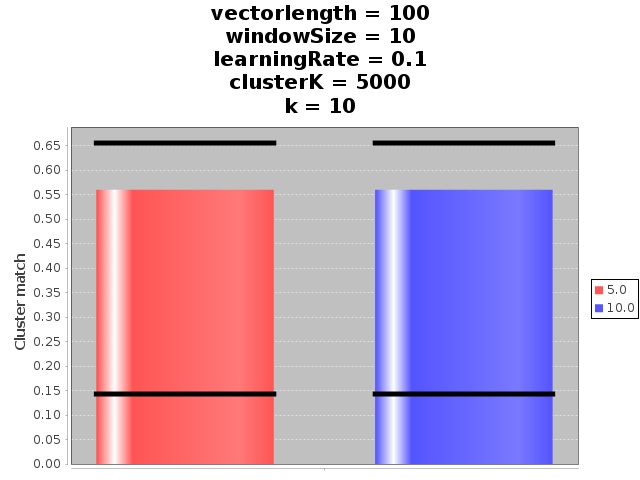 vectorlength = 100
windowSize = 10
learningRate = 0.1
clusterK = 5000
k = 10
0.65
0.60
0.55
0.50
0.45
0.40
0.35
0.30
0.25
0.20
0.15
0.10
0.05
0.00
Cluster match
5.0
10.0